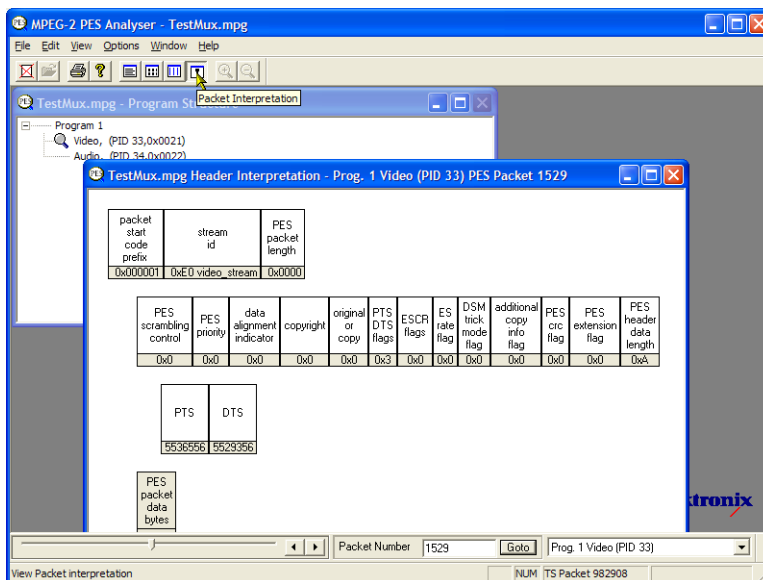 MPEG-2 PES Analyser - TestMux.mpg
File Edit View Options Window Help
Packet Interpretation
TestMux.mpg - Program
Program 1
Video, (PID 33,0x0021)
Audio, (PID 34,0x0022)
TestMux.mpg Header Interpretation - Prog. 1 Video (PID 33) PES Packet 1529
packet start code prefix
stream id
PES packet length
0x000001 0xE0 video_stream 0x0000
PES scrambling control
PES priority
data alignment indicator
copyright
original or copy
PTS DTS flags
ESCR flags
ES rate flag
DSM trick mode flag
additional copy info flag
PES crc flag
PES extension flag
PES header data length
0x0 0x0 0x0 0x0 0x0 0x3 0x0 0x0 0x0 0x0 0x0 0x0 0xA
PTS DTS
5536556 5529356
PES packet data bytes
tronix
Packet Number 1529 Goto Prog. 1 Video (PID 33)
View Packet interpretation NUM TS Packet 982908